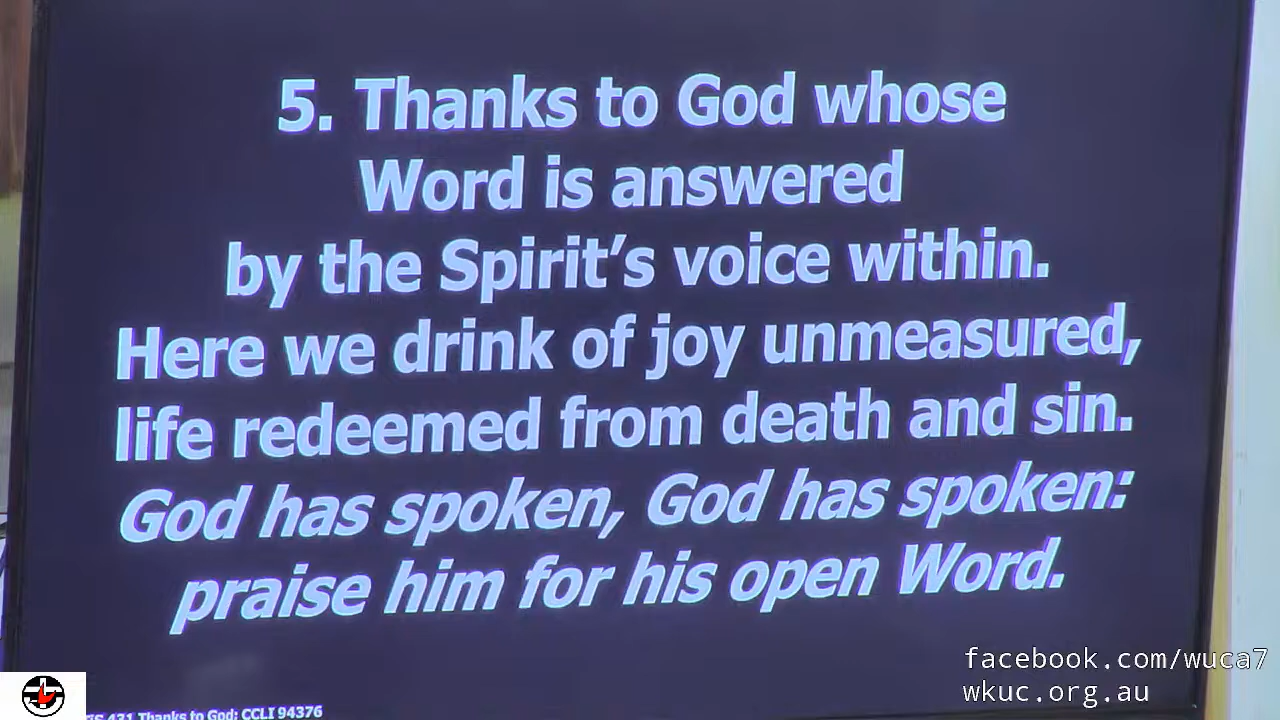 5. Thanks to God whose
Word is answered
by the Spirit's voice within.
Here we drink of joy unmeasured,
life redeemed from death and sin.
God has spoken, God has spoken:
praise him for his open Word.
facebook.com/wuca7
wkuc.org.au
431 Thanks to God: CCLI 94376